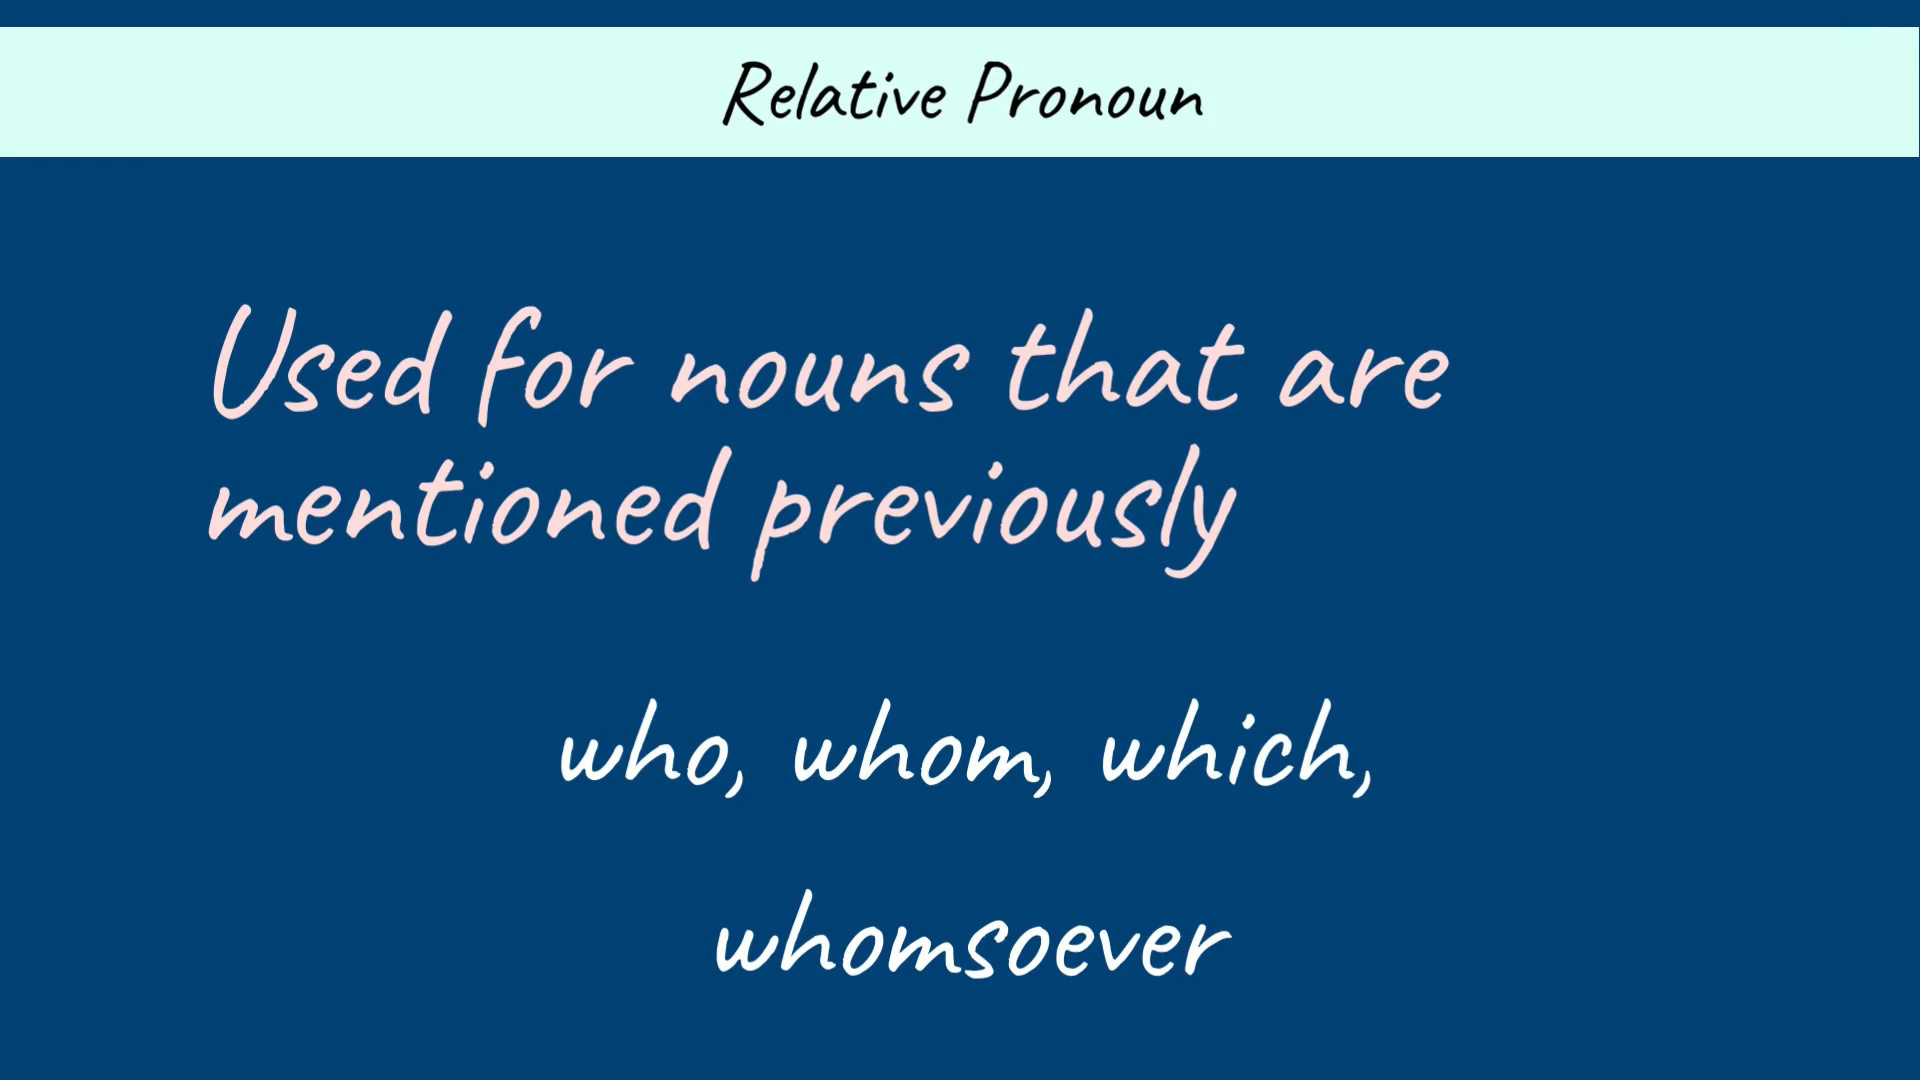 Relative Pronoun
Used for nouns that are
mentioned previously
who, whom, which,
whomsoever